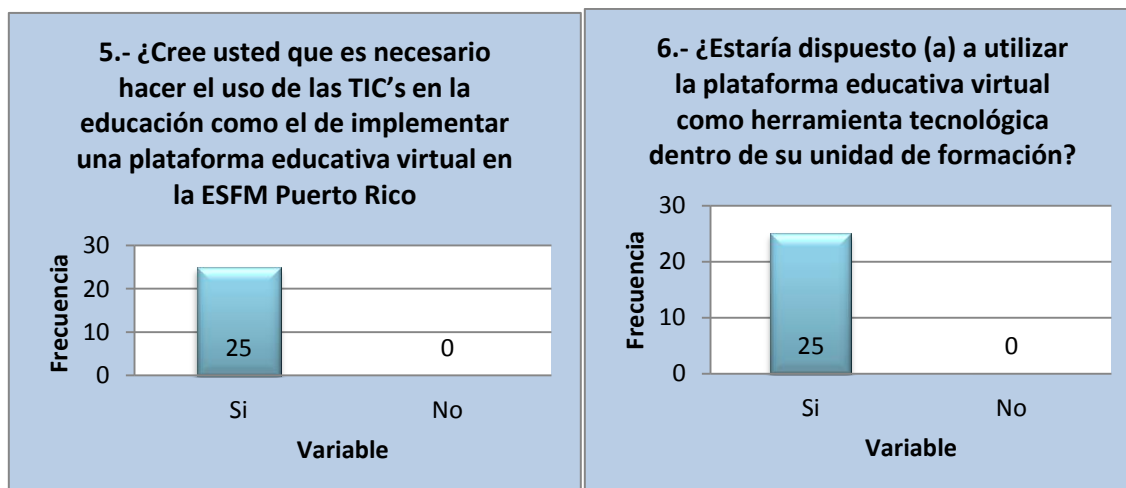 5.- ¿Cree usted que es necesario
hacer el uso de las TIC’s en la
educación como el de implementar
una plataforma educativa virtual en
la ESFM Puerto Rico
Frecuencia
30
20
10
0
25
0
Si
No
Variable
6.- ¿Estaría dispuesto (a) a utilizar
la plataforma educativa virtual
como herramienta tecnológica
dentro de su unidad de formación?
Frecuencia
30
20
10
0
25
0
Si
No
Variable